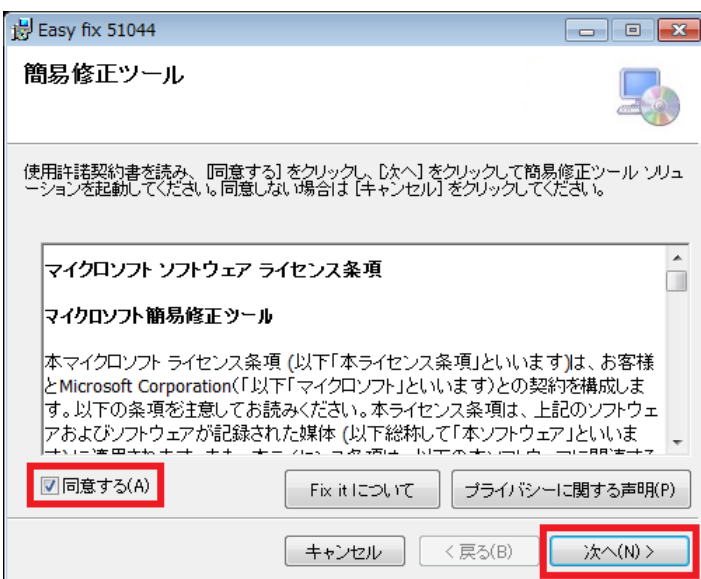 Easy fix 51044
簡易修正ツール
使用許諾契約書を読み、[同意する] をクリックし、[次へ] をクリックして簡易修正ツール ソリュ
ーションを起動してください。同意しない場合は [キャンセル] をクリックしてください。
マイクロソフト ソフトウェア ライセンス条項
マイクロソフト簡易修正ツール
本マイクロソフト ライセンス条項 (以下「本ライセンス条項」といいます)は、お客様
とMicrosoft Corporation(「以下「マイクロソフト」といいます)との契約を構成しま
す。以下の条項を注意してお読みください。本ライセンス条項は、上記のソフトウェ
アおよびソフトウェアが記録された媒体 (以下総称して「本ソフトウェア」といいま
同意する(A)
Fix it について
プライバシーに関する声明(P)
キャンセル
< 戻る(B)
次へ(N) >